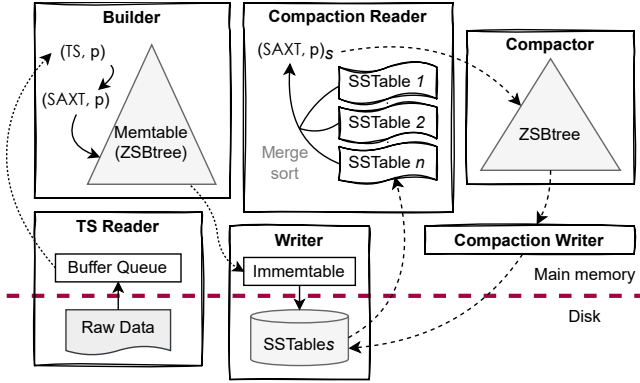 Builder
(TS, p)
(SAXT, p)
Memtable
(ZSBtree)
Compaction Reader
(SAXT, p)s
SSTable 1
SSTable 2
SSTable n
Merge
sort
Compactor
ZSBtree
TS Reader
Buffer Queue
Raw Data
Writer
Immemtable
SSTables
Compaction Writer
Main memory
Disk